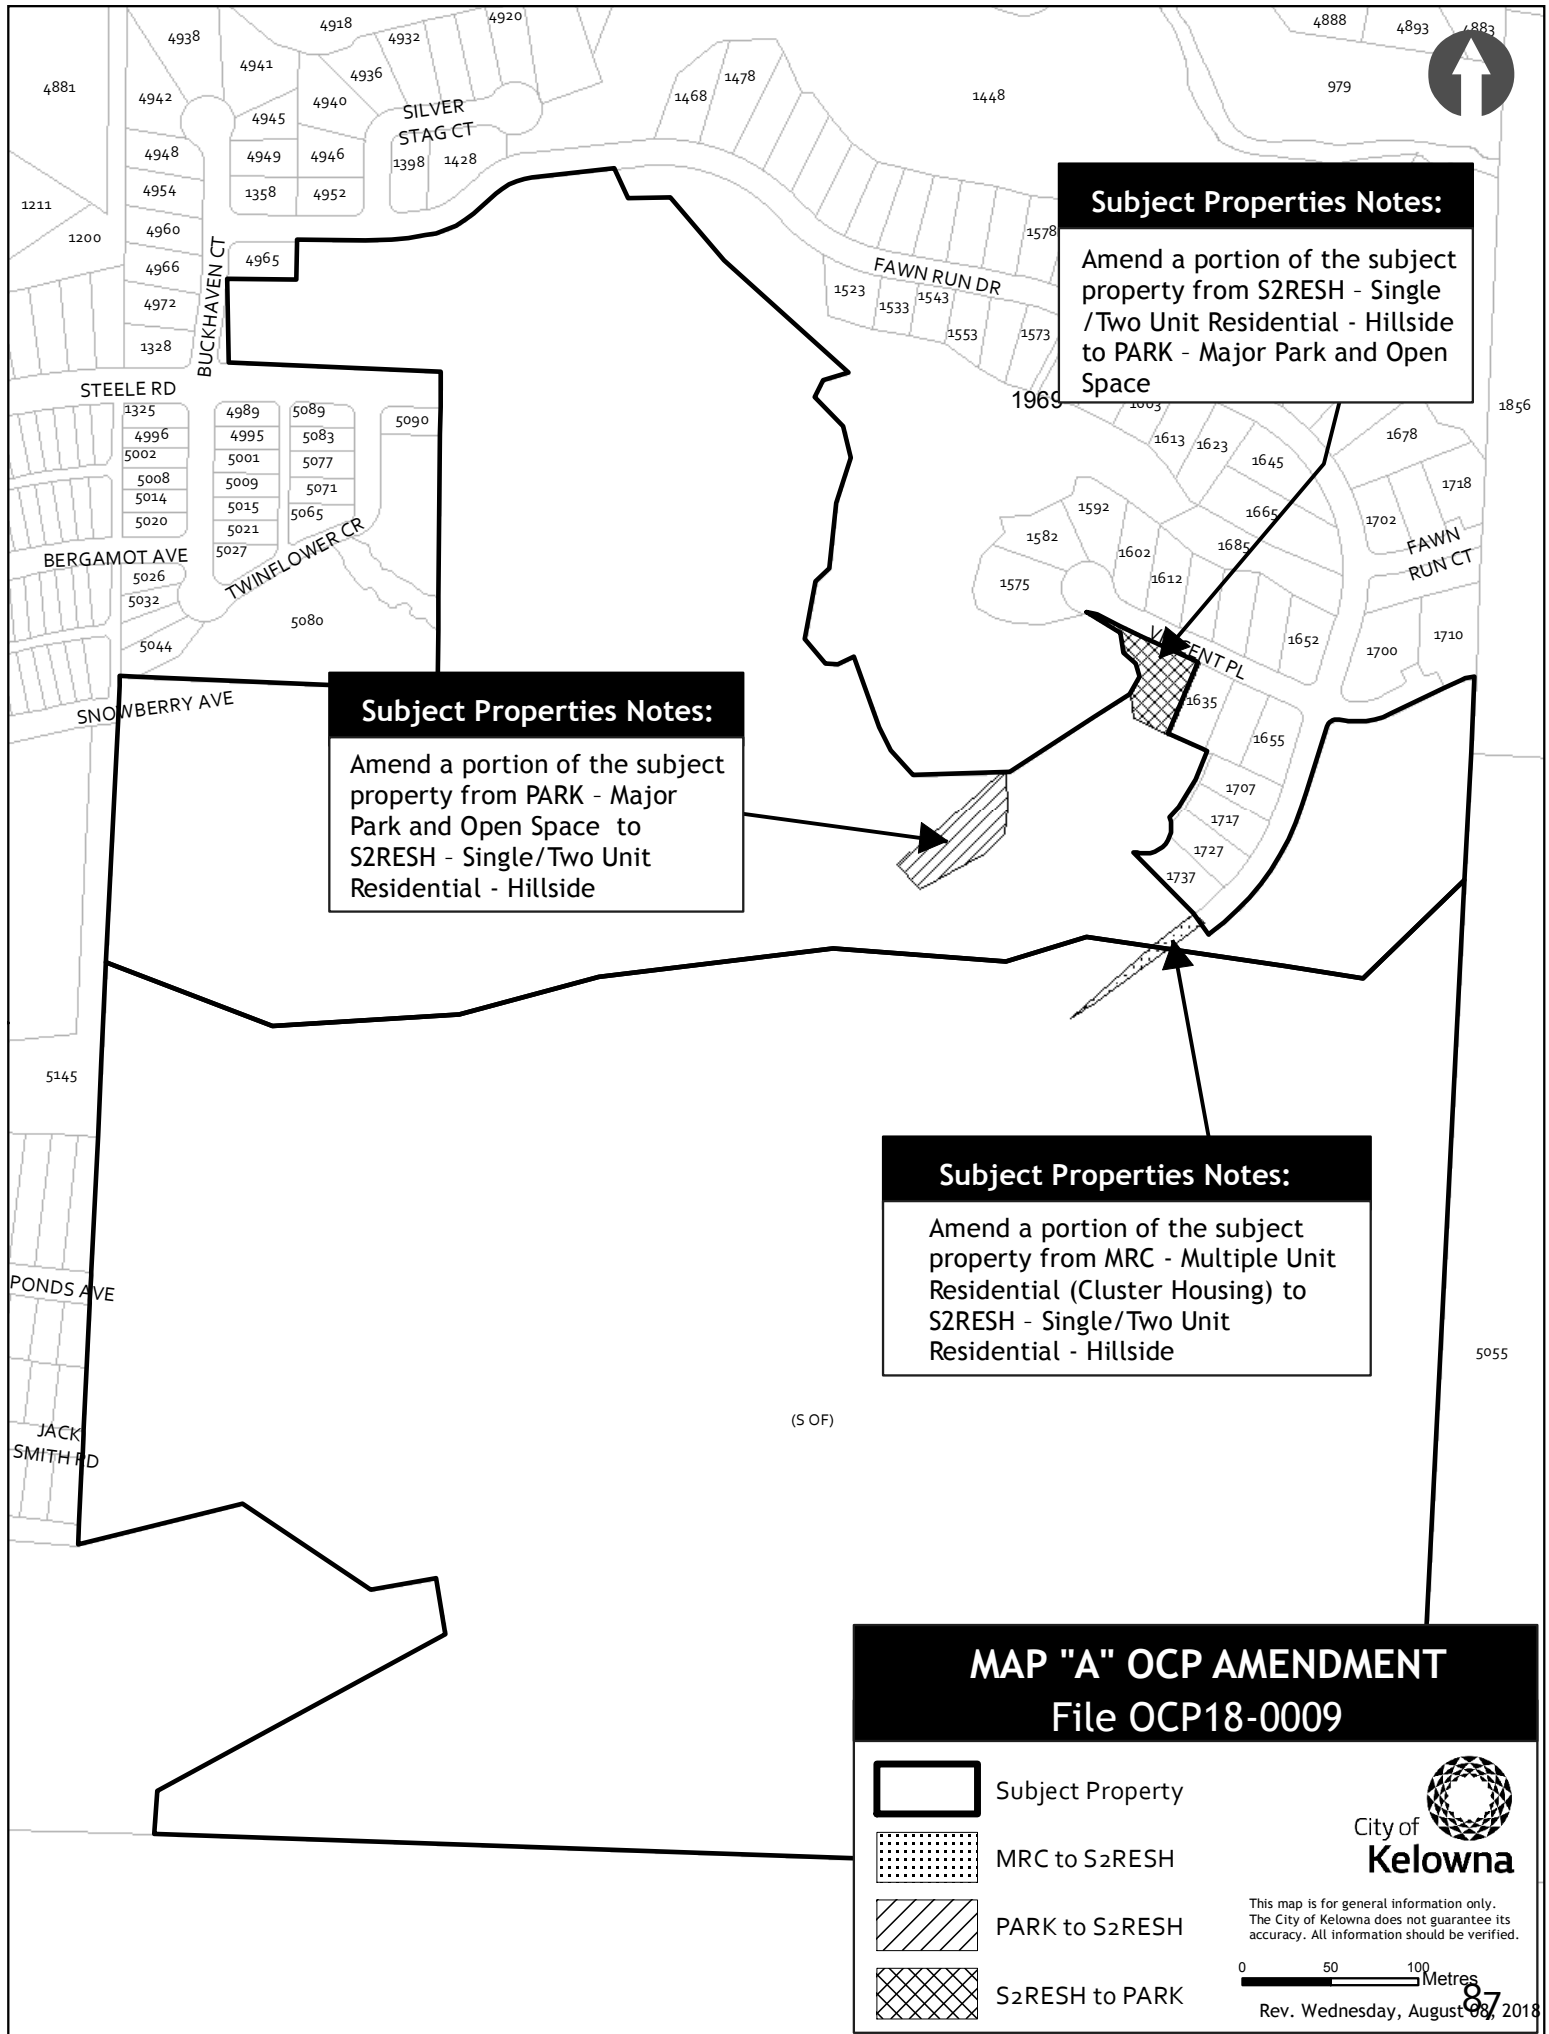 4918
4920
4938
4932
4888
4893
4883
4941
4936
4881
4942
4940
4945
SILVER
STAG CT
1478
1468
1448
979
4948
4949
4946
1398
1428
4954
1358
4952
1211
1200
4960
4966
4965
BUCKHAVEN CT
4972
1328
STEELE RD
1578
FAWN RUN DR
1523
1533
1543
1553
1573
Subject Properties Notes:
Amend a portion of the subject
property from S2RESH – Single
/Two Unit Residential - Hillside
to PARK – Major Park and Open
Space
1969
1603
1856
1325
4989
5089
5090
4996
4995
5083
5002
5001
5077
5008
5009
5071
5014
5015
5065
5020
5021
5027
TWINFLOWER CR
BERGAMOT AVE
5026
5032
5080
5044
SNOWBERRY AVE
1613
1623
1645
1678
1718
1592
1665
1702
1582
1602
1685
FAWN
RUN CT
1575
1612
1652
1700
1710
PL
1635
1655
1707
1717
1727
1737
Subject Properties Notes:
Amend a portion of the subject
property from PARK – Major
Park and Open Space to
S2RESH – Single/Two Unit
Residential - Hillside
5145
Subject Properties Notes:
Amend a portion of the subject
property from MRC - Multiple Unit
Residential (Cluster Housing) to
S2RESH – Single/Two Unit
Residential - Hillside
PONDS AVE
5055
(S OF)
JACK
SMITH RD
MAP "A" OCP AMENDMENT
File OCP18-0009
Subject Property
MRC to S2RESH
PARK to S2RESH
S2RESH to PARK
City of
Kelowna
This map is for general information only.
The City of Kelowna does not guarantee its
accuracy. All information should be verified.
0 50 100
Metres
Rev. Wednesday, August 08, 2018
87